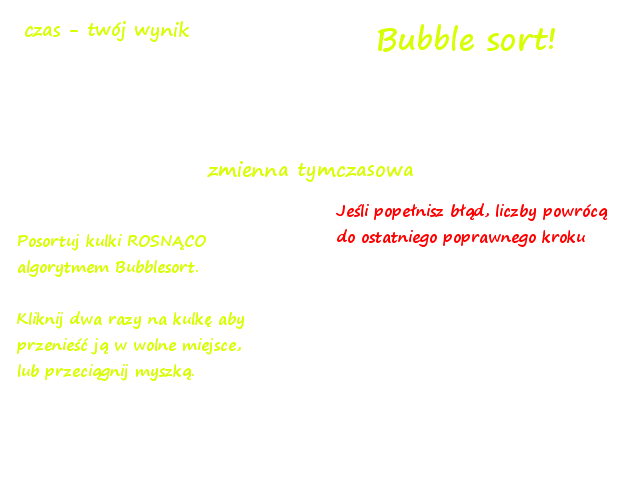 czas - twój wynik
Bubble sort!
zmienna tymczasowa
Jeśli popełnisz błąd, liczby powrócą
do ostatniego poprawnego kroku
Posortuj kulki ROSNĄCO
algorytmem Bubblesort.
Kliknij dwa razy na kulkę aby
przenieść ją w wolne miejsce,
lub przeciągnij myszką.